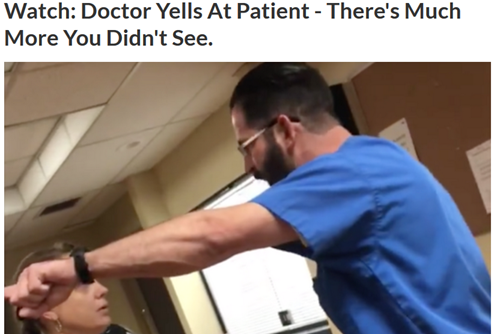 Watch: Doctor Yells At Patient - There's Much
More You Didn't See.